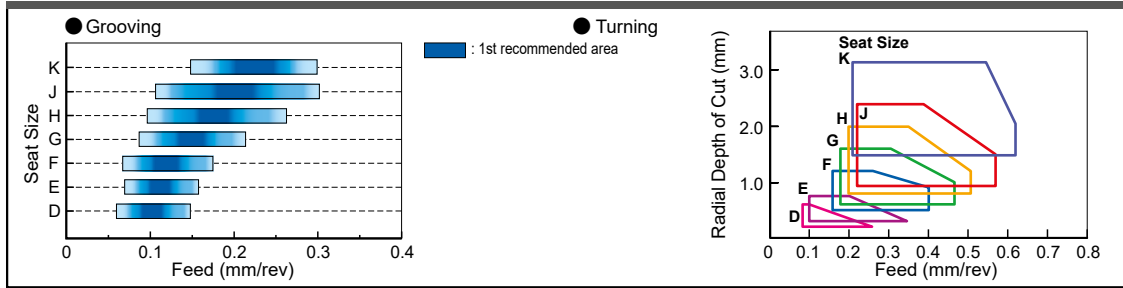 ● Grooving
: 1st recommended area
Seat Size
K
J
H
G
F
E
D
0 0.1 0.2 0.3 0.4
Feed (mm/rev)
● Turning
Radial Depth of Cut (mm)
3.0
2.0
1.0
Seat Size
K
J
H
G
F
E
D
0 0.1 0.2 0.3 0.4 0.5 0.6 0.7 0.8
Feed (mm/rev)